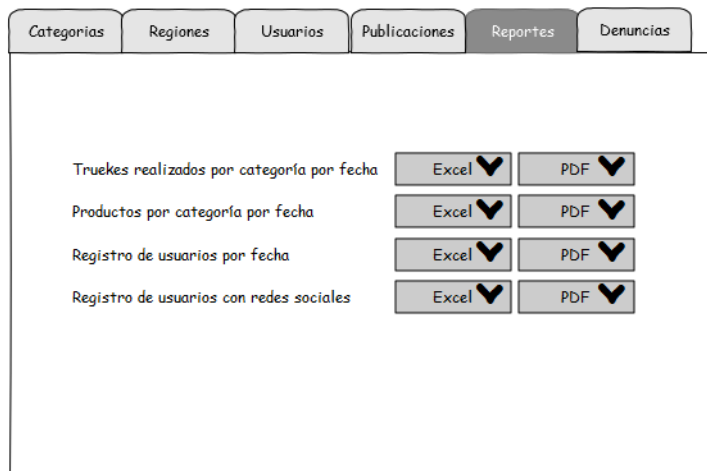 Categorias Regiones Usuarios Publicaciones Reportes Denuncias
Truekes realizados por categoría por fecha Excel PDF
Productos por categoría por fecha Excel PDF
Registro de usuarios por fecha Excel PDF
Registro de usuarios con redes sociales Excel PDF